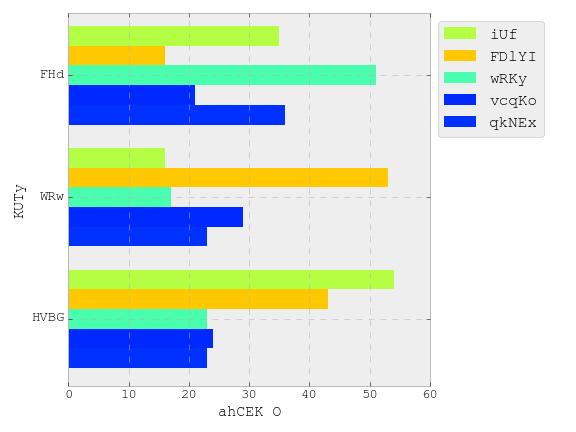 iUf
FDlYI
wRKy
vcqKo
qkNEx
KUTy
FHd
WRw
HVBG
0 10 20 30 40 50 60
ahCEK O